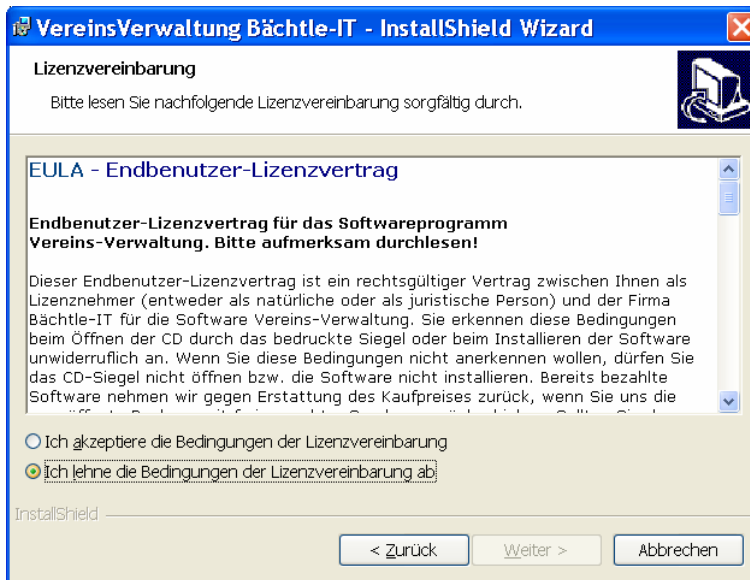 VereinsVerwaltung Bächtle-IT - InstallShield Wizard
Lizenzvereinbarung
Bitte lesen Sie nachfolgende Lizenzvereinbarung sorgfältig durch.
EULA - Endbenutzer-Lizenzvertrag
Endbenutzer-Lizenzvertrag für das Softwareprogramm
Vereins-Verwaltung. Bitte aufmerksam durchlesen!
Dieser Endbenutzer-Lizenzvertrag ist ein rechtsgültiger Vertrag zwischen Ihnen als
Lizenznehmer (entweder als natürliche oder als juristische Person) und der Firma
Bächtle-IT für die Software Vereins-Verwaltung. Sie erkennen diese Bedingungen
beim Öffnen der CD durch das bedruckte Siegel oder beim Installieren der Software
unwiderruflich an. Wenn Sie diese Bedingungen nicht anerkennen wollen, dürfen Sie
das CD-Siegel nicht öffnen bzw. die Software nicht installieren. Bereits bezahlte
Software nehmen wir gegen Erstattung des Kaufpreises zurück, wenn Sie uns die
Ich akzeptiere die Bedingungen der Lizenzvereinbarung
Ich lehne die Bedingungen der Lizenzvereinbarung ab
InstallShield
< Zurück
Weiter >
Abbrechen